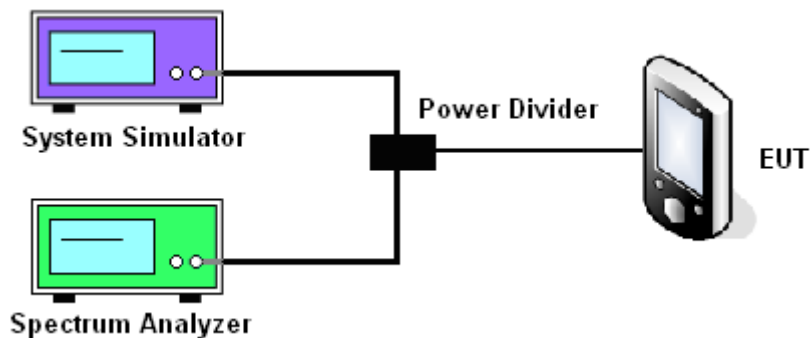 System Simulator
Power Divider
EUT
Spectrum Analyzer